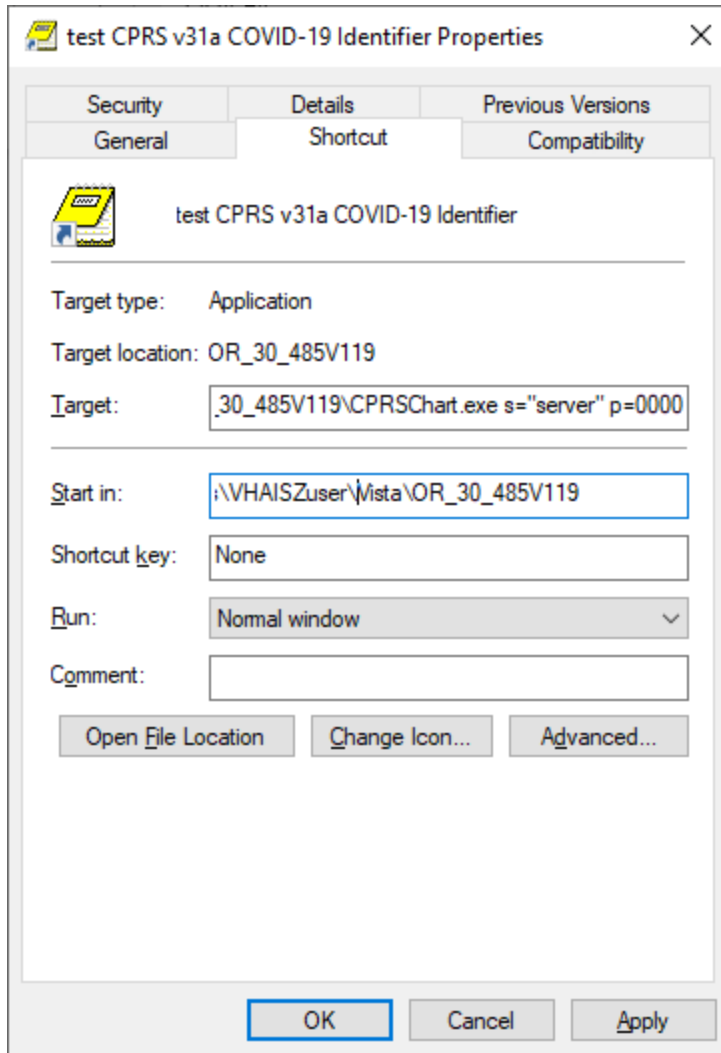 test CPRS v31a COVID-19 Identifier Properties
Security Details Previous Versions
General Shortcut Compatibility
test CPRS v31a COVID-19 Identifier
Target type: Application
Target location: OR_30_485V119
Target: _30_485V119\CPRSChart.exe s="server" p=0000
Start in: \VHAISZuser\Vista\OR_30_485V119
Shortcut key: None
Run: Normal window
Comment:
Open File Location Change Icon... Advanced...
OK Cancel Apply